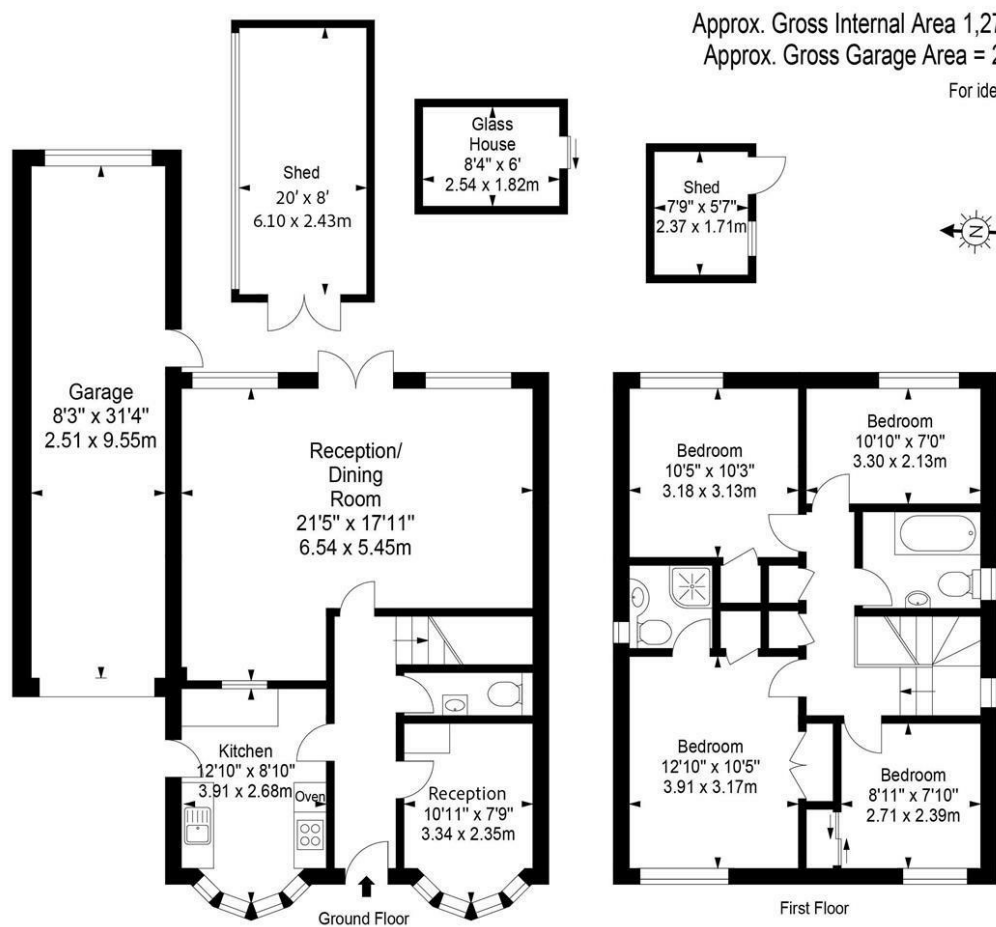 Approx. Gross Internal Area 1,27
Approx. Gross Garage Area = 2
For ide
Glass
House
8'4" x 6'
2.54 x 1.82m
Shed
20' x 8'
6.10 x 2.43m
Shed
7'9" x 5'7"
2.37 x 1.71m
N
Garage
8'3" x 31'4"
2.51 x 9.55m
Reception/
Dining
Room
21'5" x 17'11"
6.54 x 5.45m
Kitchen
12'10" x 8'10"
3.91 x 2.68m
Oven
Reception
10'11" x 7'9"
3.34 x 2.35m
Ground Floor
Bedroom
10'5" x 10'3"
3.18 x 3.13m
Bedroom
10'10" x 7'0"
3.30 x 2.13m
Bedroom
12'10" x 10'5"
3.91 x 3.17m
Bedroom
8'11" x 7'10"
2.71 x 2.39m
First Floor